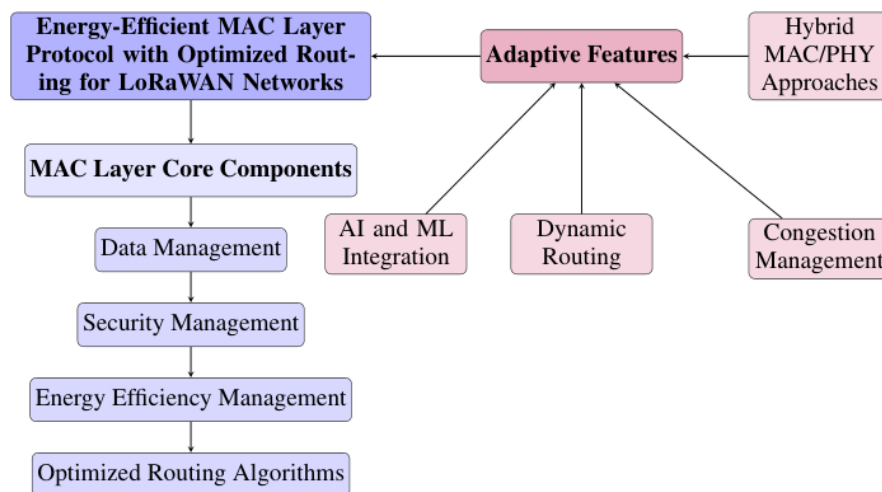 Energy-Efficient MAC Layer
Protocol with Optimized Rout-
ing for LoRaWAN Networks
Adaptive Features
Hybrid
MAC/PHY
Approaches
MAC Layer Core Components
AI and ML
Integration
Dynamic
Routing
Congestion
Management
Data Management
Security Management
Energy Efficiency Management
Optimized Routing Algorithms